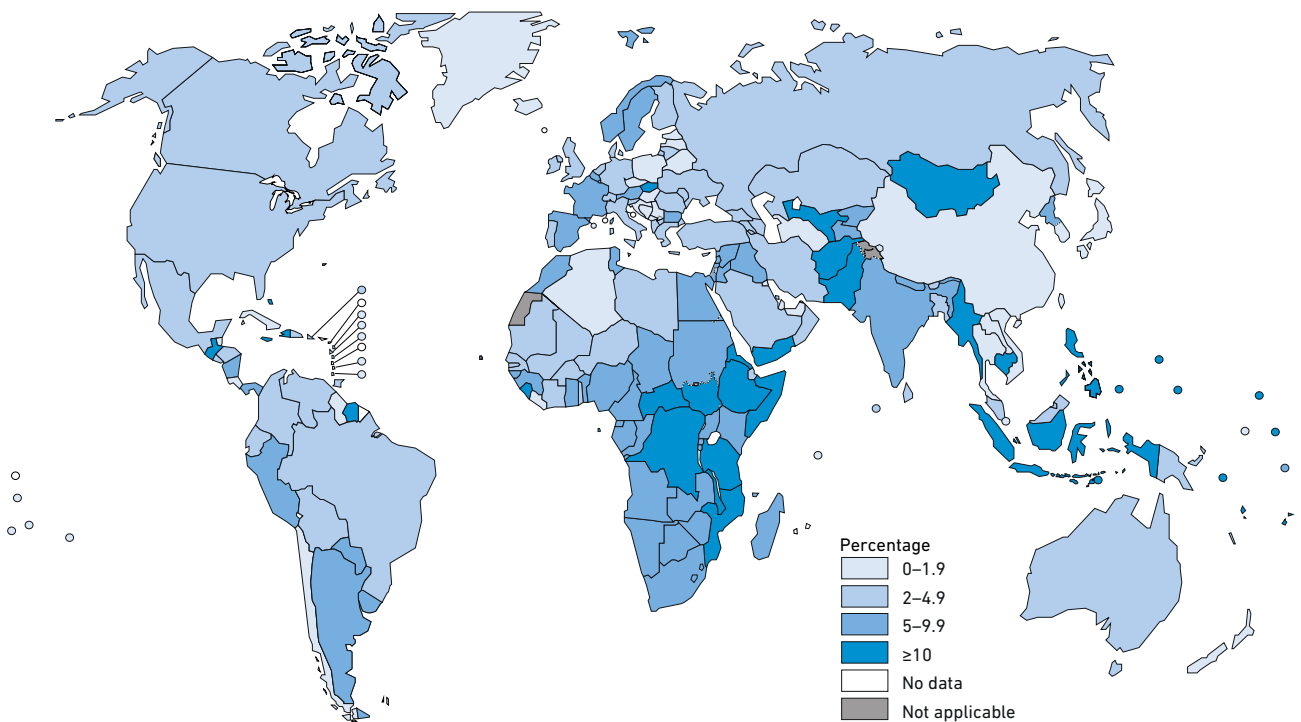 Percentage
0–1.9
2–4.9
5–9.9
≥10
No data
Not applicable